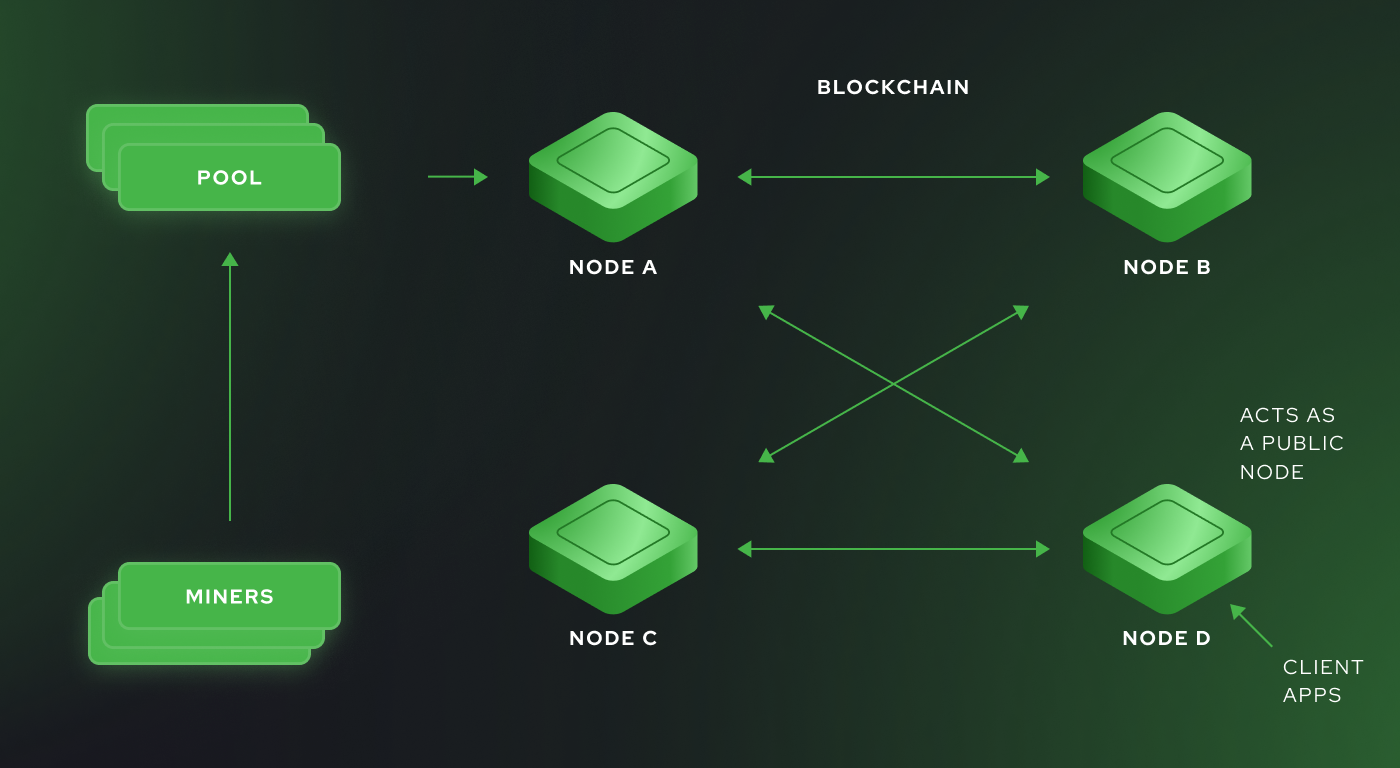 BLOCKCHAIN
POOL
NODE A
NODE B
ACTS AS
A PUBLIC
NODE
MINERS
NODE C
NODE D
CLIENT
APPS